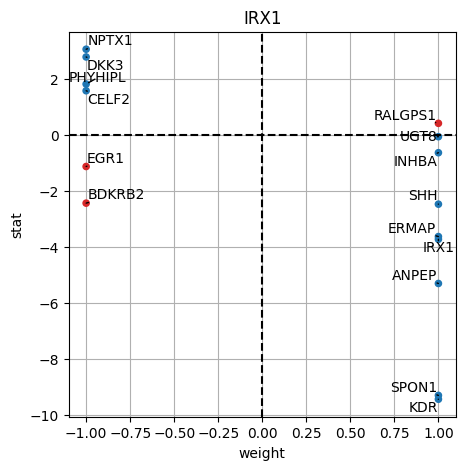 IRX1
NPTX1
DKK3
PHYHIPL
CELF2
RALGPS1
UGT8
INHBA
EGR1
BDKRB2
SHH
ERMAP
IRX1
ANPEP
SPON1
KDR
stat
2
0
−2
−4
−6
−8
−10
−1.00 −0.75 −0.50 −0.25 0.00 0.25 0.50 0.75 1.00
weight